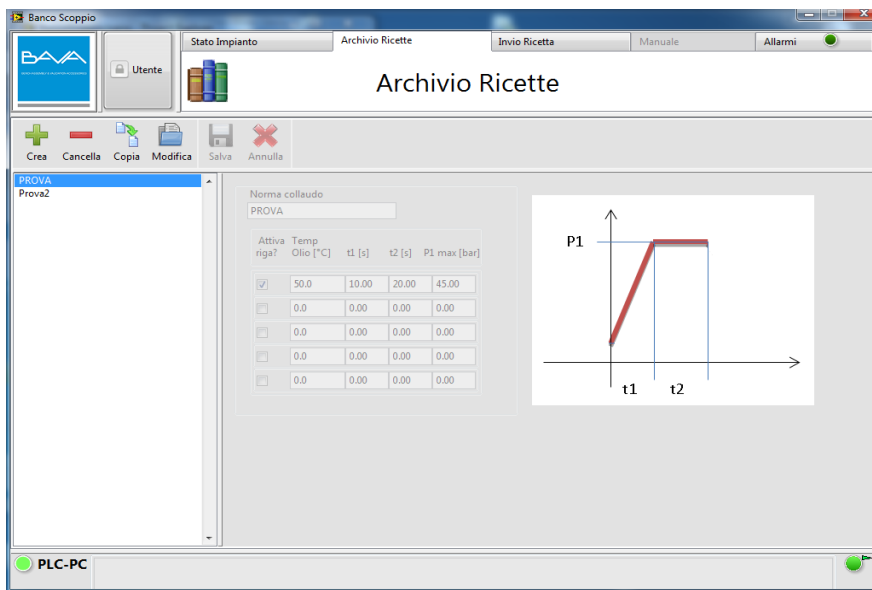 Banco Scoppio
BAVA
Utente
Stato Impianto
Archivio Ricette
Invio Ricetta
Manuale
Allarmi
Archivio Ricette
Crea
Cancella
Copia
Modifica
Salva
Annulla
PROVA
Prova2
Norma collaudo
PROVA
Attiva riga?
Temp Olio [°C]
t1 [s]
t2 [s]
P1 max [bar]
50.0 10.00 20.00 45.00
0.0 0.00 0.00 0.00
0.0 0.00 0.00 0.00
0.0 0.00 0.00 0.00
0.0 0.00 0.00 0.00
P1
t1 t2
PLC-PC